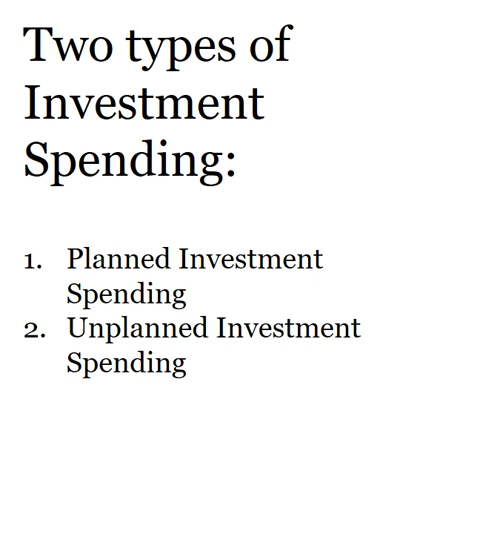 Two types of
Investment
Spending:
1. Planned Investment
Spending
2. Unplanned Investment
Spending